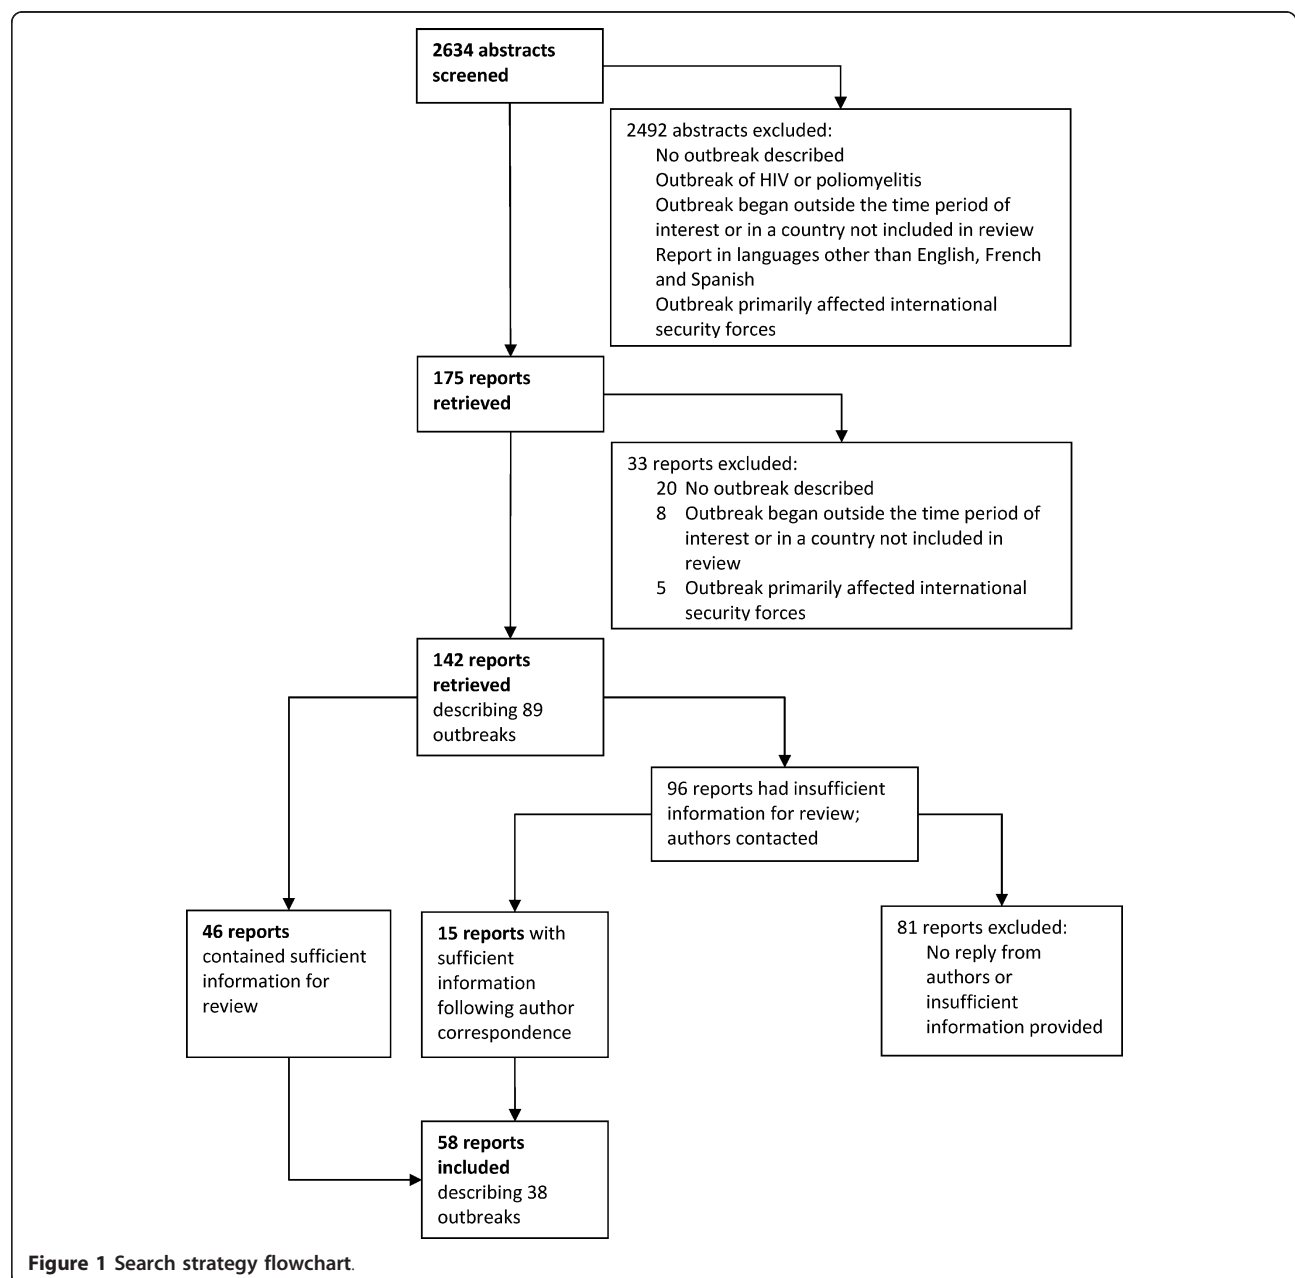 2634 abstracts
screened
2492 abstracts excluded:
No outbreak described
Outbreak of HIV or poliomyelitis
Outbreak began outside the time period of
interest or in a country not included in review
Report in languages other than English, French
and Spanish
Outbreak primarily affected international
security forces
175 reports
retrieved
33 reports excluded:
20 No outbreak described
8 Outbreak began outside the time period of
interest or in a country not included in
review
5 Outbreak primarily affected international
security forces
142 reports
retrieved
describing 89
outbreaks
96 reports had insufficient
information for review;
authors contacted
46 reports
contained sufficient
information for
review
15 reports with
sufficient
information
following author
correspondence
81 reports excluded:
No reply from
authors or
insufficient
information provided
58 reports
included
describing 38
outbreaks
Figure 1 Search strategy flowchart.